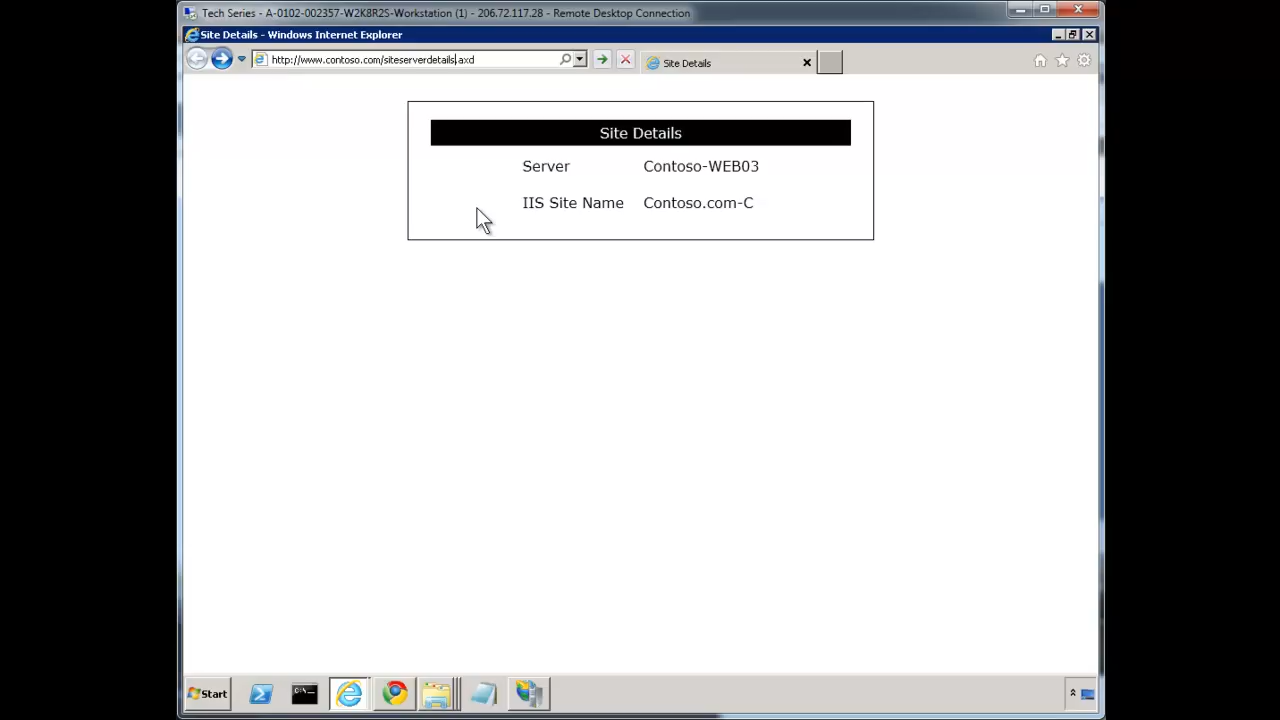 Tech Series - A-0102-002357-W2K8R2S-Workstation (1) - 206.72.117.28 - Remote Desktop Connection
Site Details - Windows Internet Explorer
http://www.contoso.com/siteserverdetails.axd
Site Details
Site Details
Server Contoso-WEB03
IIS Site Name Contoso.com-C
Start
C:\